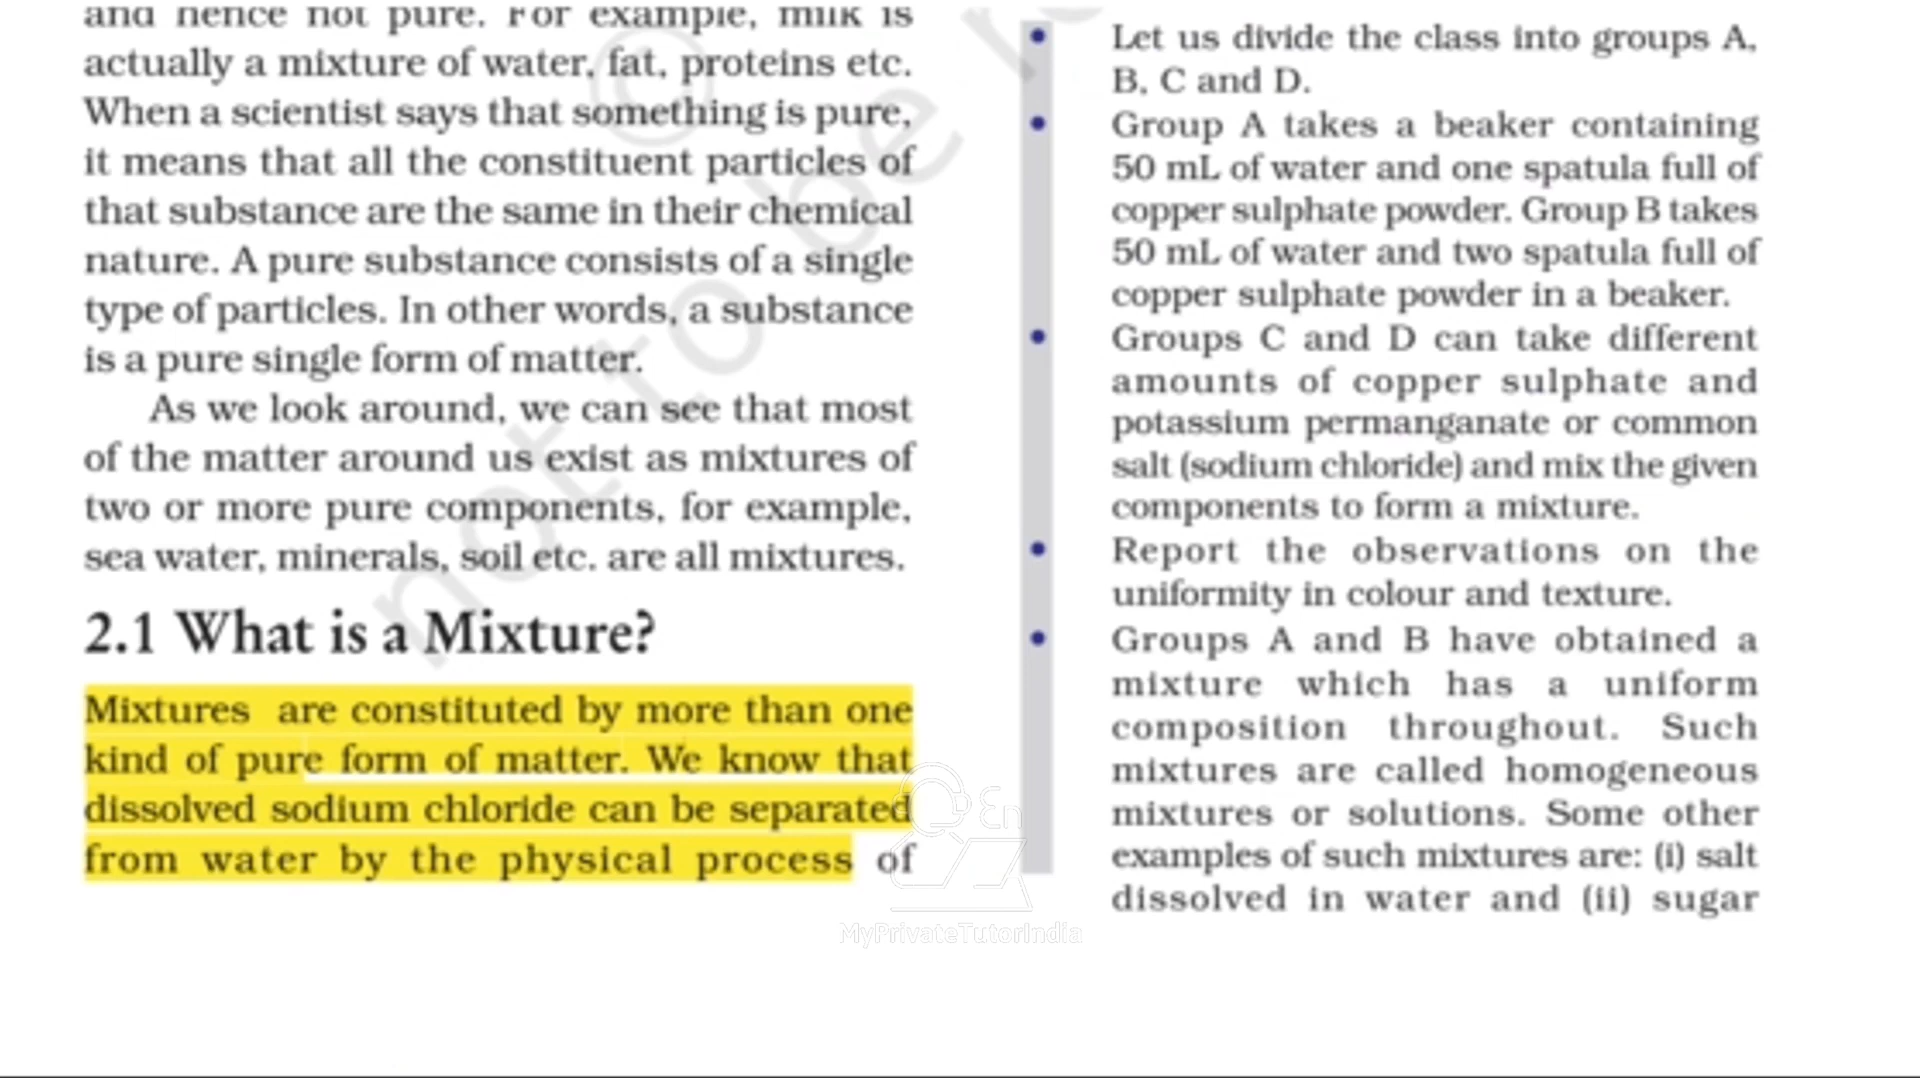 and hence not pure. For example, milk is
actually a mixture of water, fat, proteins etc.
When a scientist says that something is pure,
it means that all the constituent particles of
that substance are the same in their chemical
nature. A pure substance consists of a single
type of particles. In other words, a substance
is a pure single form of matter.
As we look around, we can see that most
of the matter around us exist as mixtures of
two or more pure components, for example,
sea water, minerals, soil etc. are all mixtures.
2.1 What is a Mixture?
Mixtures are constituted by more than one
kind of pure form of matter. We know that
dissolved sodium chloride can be separated
from water by the physical process of
• Let us divide the class into groups A,
B, C and D.
• Group A takes a beaker containing
50 mL of water and one spatula full of
copper sulphate powder. Group B takes
50 mL of water and two spatula full of
copper sulphate powder in a beaker.
• Groups C and D can take different
amounts of copper sulphate and
potassium permanganate or common
salt (sodium chloride) and mix the given
components to form a mixture.
• Report the observations on the
uniformity in colour and texture.
• Groups A and B have obtained a
mixture which has a uniform
composition throughout. Such
mixtures are called homogeneous
mixtures or solutions. Some other
examples of such mixtures are: (i) salt
dissolved in water and (ii) sugar
©
not to be r
En
MyPrivateTutorIndia